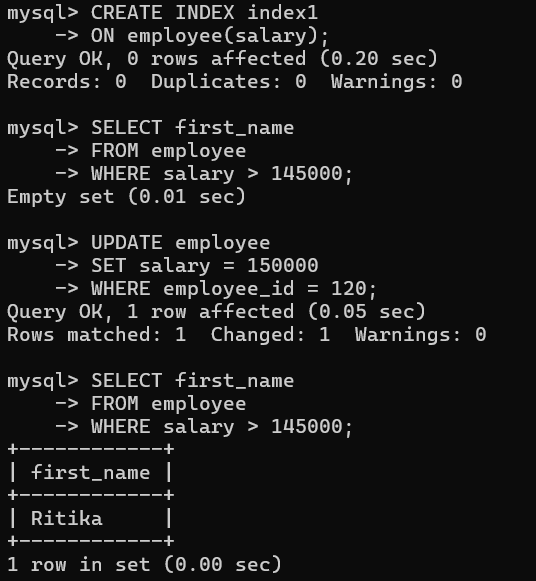 mysql> CREATE INDEX index1
    -> ON employee(salary);
Query OK, 0 rows affected (0.20 sec)
Records: 0  Duplicates: 0  Warnings: 0

mysql> SELECT first_name
    -> FROM employee
    -> WHERE salary > 145000;
Empty set (0.01 sec)

mysql> UPDATE employee
    -> SET salary = 150000
    -> WHERE employee_id = 120;
Query OK, 1 row affected (0.05 sec)
Rows matched: 1  Changed: 1  Warnings: 0

mysql> SELECT first_name
    -> FROM employee
    -> WHERE salary > 145000;
+------------+
| first_name |
+------------+
| Ritika     |
+------------+
1 row in set (0.00 sec)